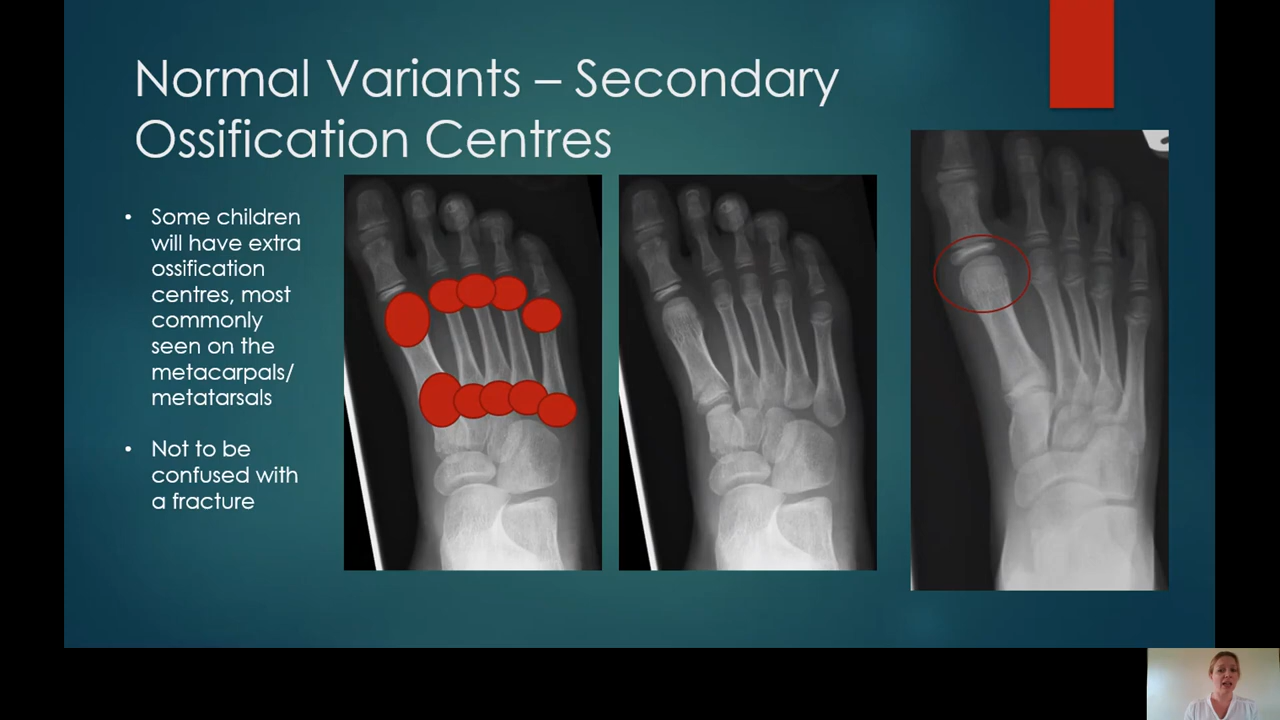 Normal Variants – Secondary
Ossification Centres
• Some children
will have extra
ossification
centres, most
commonly
seen on the
metacarpals/
metatarsals
• Not to be
confused with
a fracture